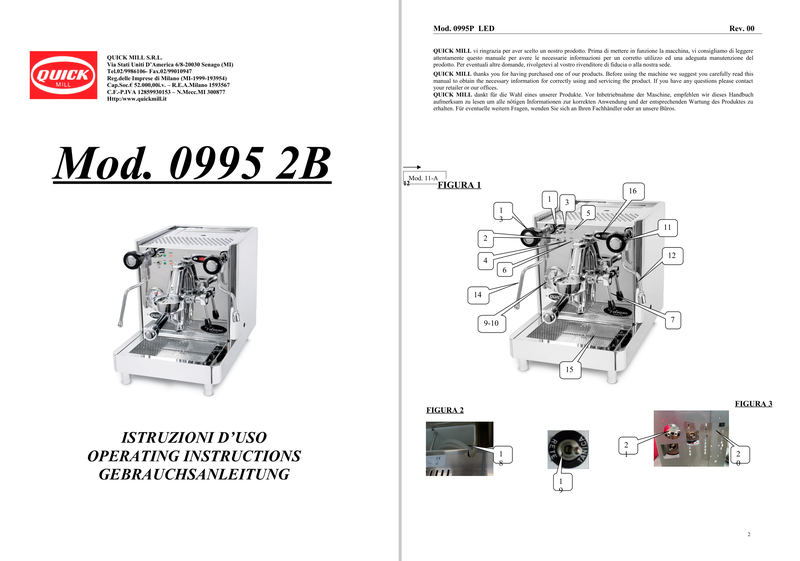 QUICK
MILL
QUICK MILL S.R.L.
Via Stati Uniti D'America 6/8-20030 Senago (MI)
Tel.02/9986106- Fax.02/99010947
Reg.delle Imprese di Milano (MI-1999-193954)
Cap.Soc.€ 52.000,00i.v. – R.E.A.Milano 1593567
C.F.-P.IVA 12859930153 – N.Mecc.MI 300877
Http:/www.quickmill.it
Mod. 0995 2B
ISTRUZIONI D'USO
OPERATING INSTRUCTIONS
GEBRAUCHSANLEITUNG
Mod. 0995P LED
Rev. 00
QUICK MILL vi ringrazia per aver scelto un nostro prodotto. Prima di mettere in funzione la macchina, vi consigliamo di leggere
attentamente questo manuale per avere le necessarie informazioni per un corretto utilizzo ed una adeguata manutenzione del
prodotto. Per eventuali altre domande, rivolgetevi al vostro rivenditore di fiducia o alla nostra sede.
QUICK MILL thanks you for having purchased one of our products. Before using the machine we suggest you carefully read this
manual to obtain the necessary information for correctly using and servicing the product. If you have any questions please contact
your retailer or our offices.
QUICK MILL dankt für die Wahl eines unserer Produkte. Vor Inbetriebnahme der Maschine, empfehlen wir dieses Handbuch
aufmerksam zu lesen um alle nötigen Informationen zur korrekten Anwendung und der entsprechenden Wartung des Produktes zu
erhalten. Für eventuelle weitern Fragen, wenden Sie sich an Ihren Fachhändler oder an unsere Büros.
Mod. 11-A
12
FIGURA 1
16
1
3
1
3
5
11
2
12
4
6
14
9-10
7
15
FIGURA 3
FIGURA 2
2
1
1
8
2
0
1
9
2